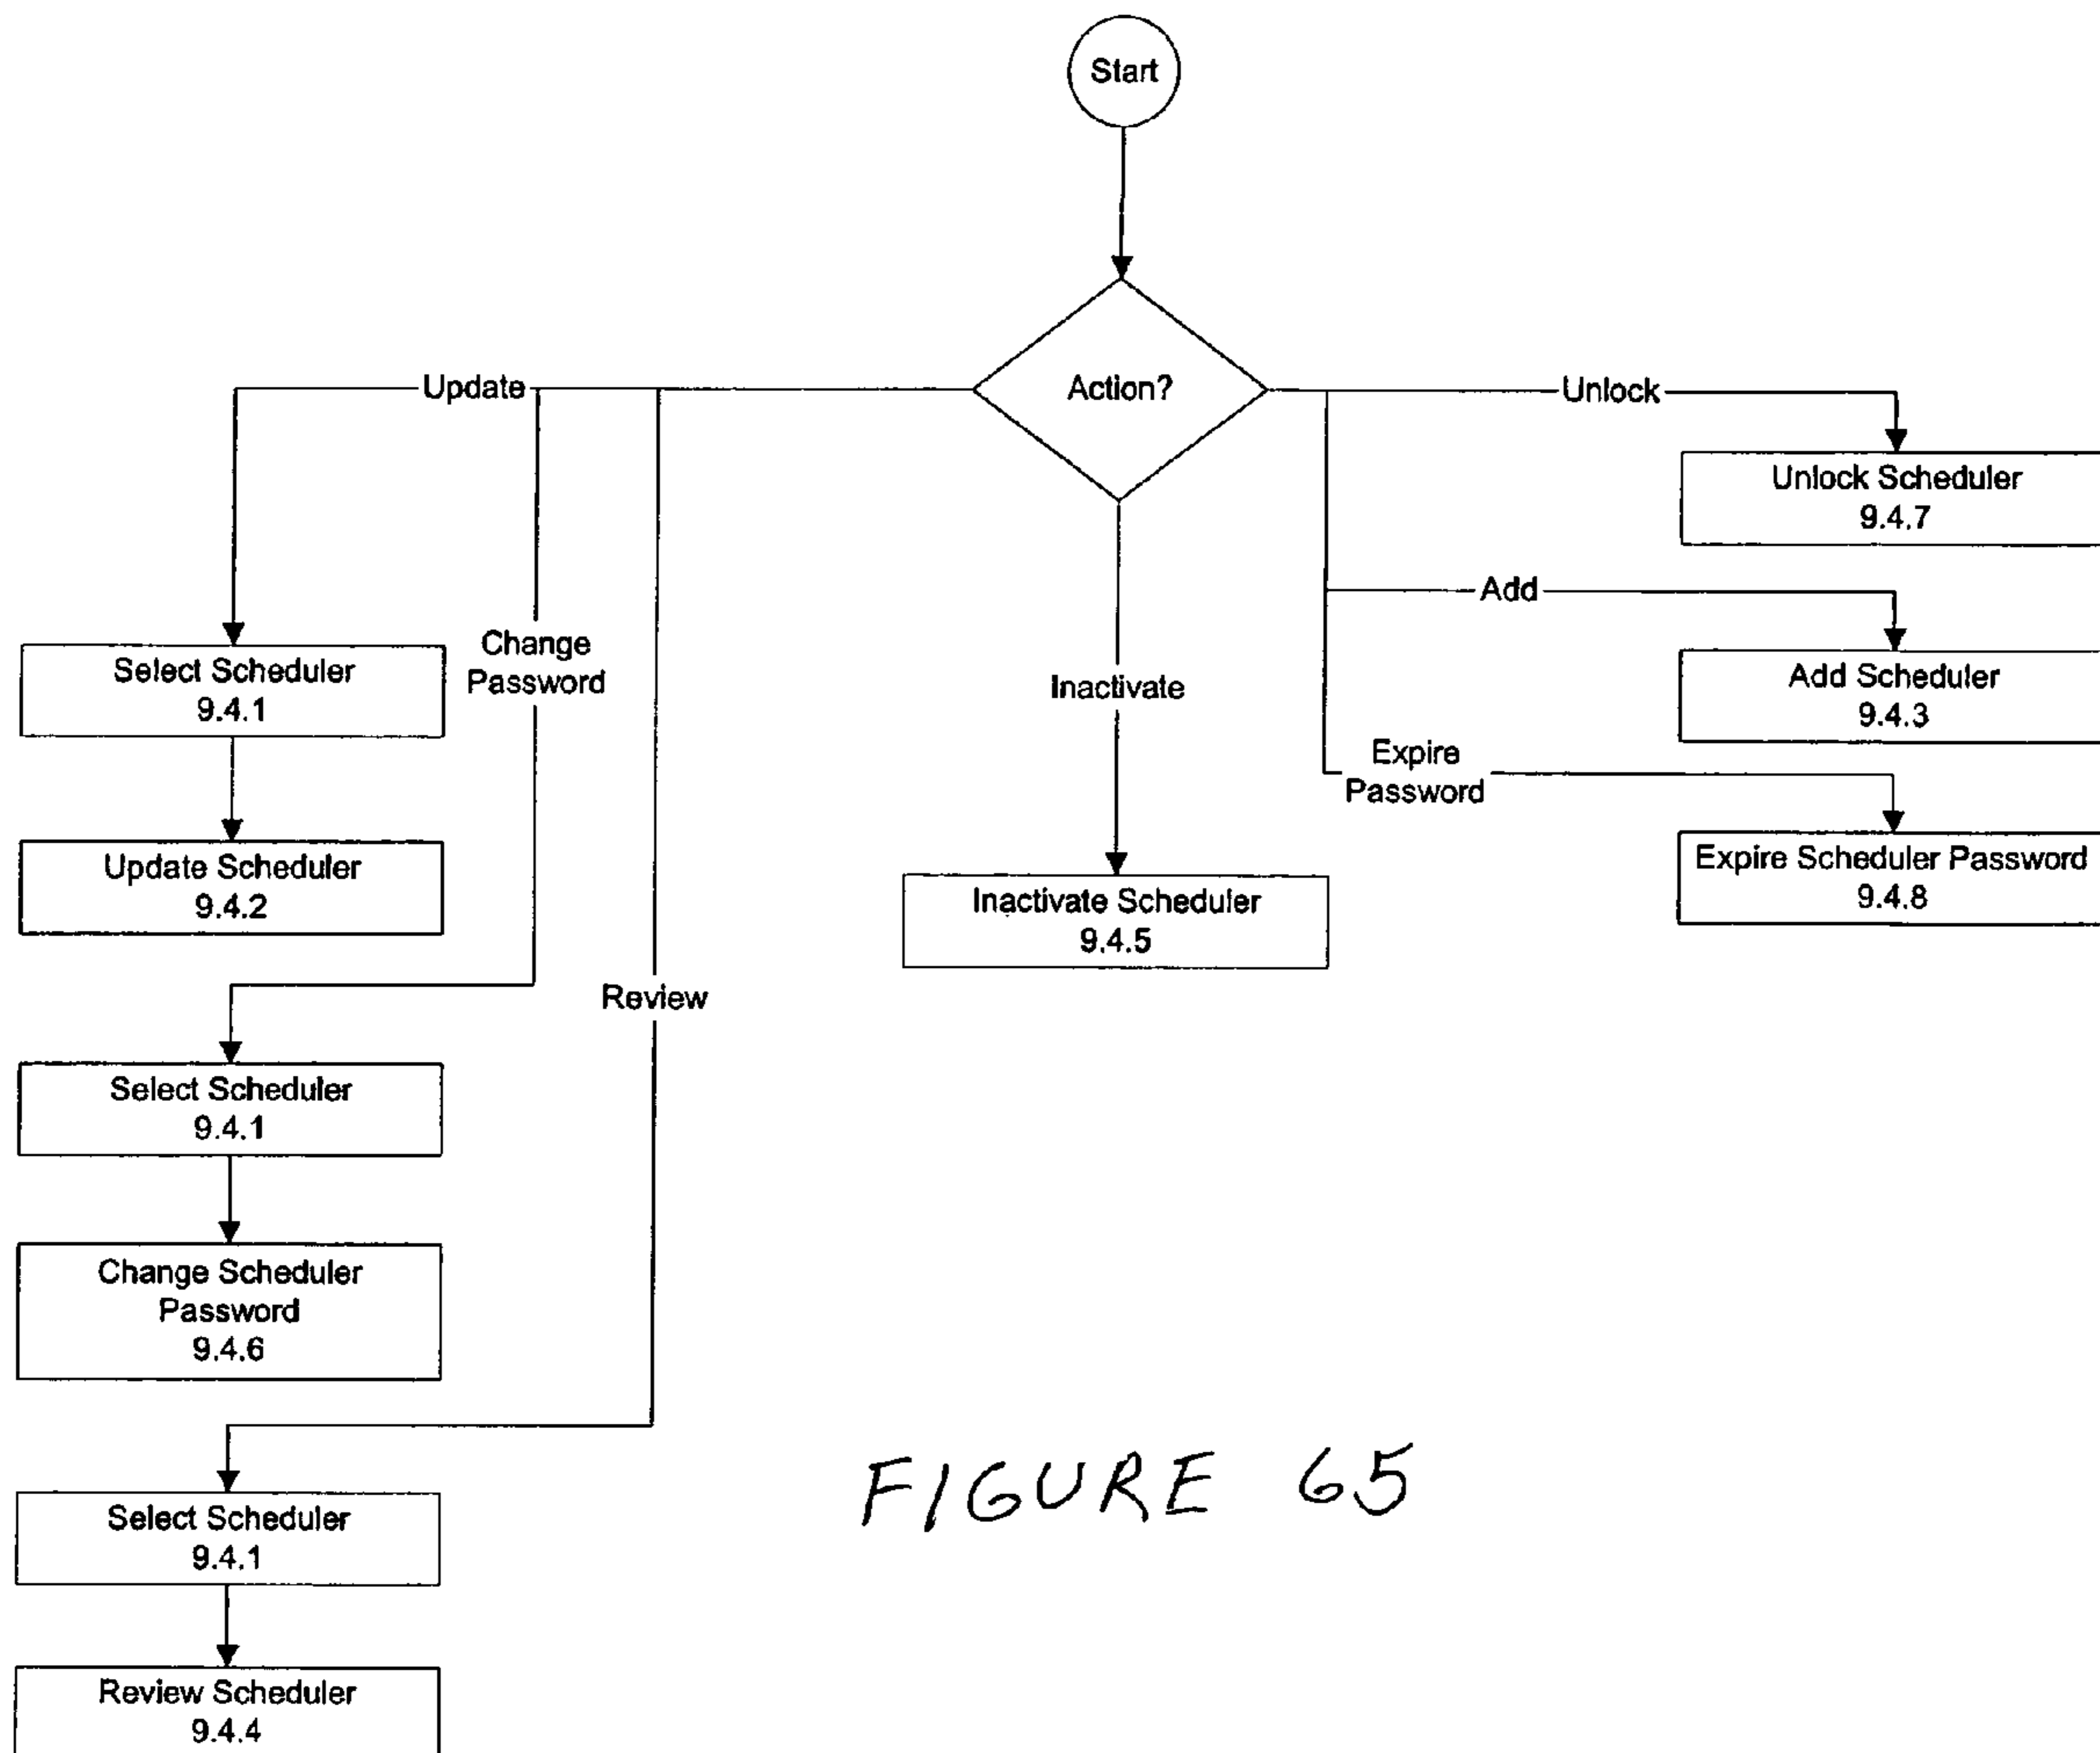 Start
Action?
Update
Unlock
Unlock Scheduler
9.4.7
Add
Change
Password
Select Scheduler
9.4.1
Inactivate
Add Scheduler
9.4.3
Expire
Password
Update Scheduler
9.4.2
Expire Scheduler Password
9.4.8
Inactivate Scheduler
9.4.5
Review
Select Scheduler
9.4.1
Change Scheduler
Password
9.4.6
FIGURE 65
Select Scheduler
9.4.1
Review Scheduler
9.4.4